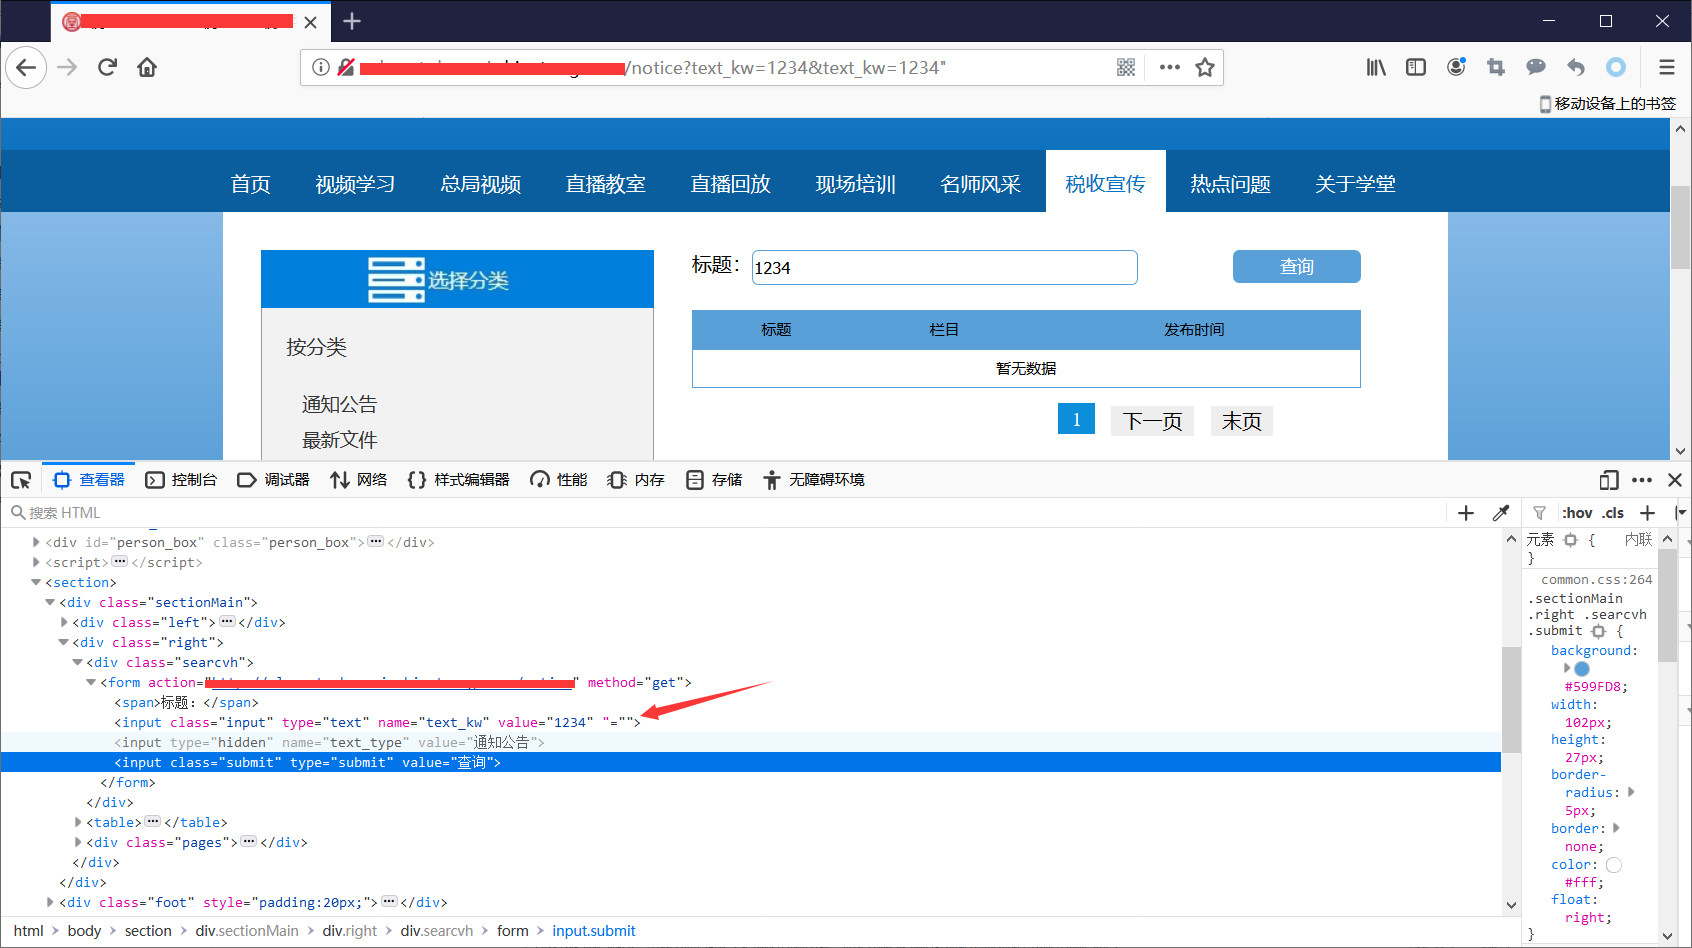 /notice?text_kw=1234&text_kw=1234"
移动设备上的书签
首页 视频学习 总局视频 直播教室 直播回放 现场培训 名师风采 税收宣传 热点问题 关于学堂
选择分类
标题： 1234 查询
标题 栏目 发布时间
暂无数据
按分类
通知公告
最新文件
1 下一页 末页
查看器 控制台 调试器 网络 样式编辑器 性能 内存 存储 无障碍环境
搜索 HTML
<div id="person_box" class="person_box"></div>
<script></script>
<section>
<div class="sectionMain">
<div class="left"></div>
<div class="right">
<div class="searcvh">
<form action=" " method="get">
<span>标题：</span>
<input class="input" type="text" name="text_kw" value="1234" "="">
<input type="hidden" name="text_type" value="通知公告">
<input class="submit" type="submit" value="查询">
</form>
</div>
<table></table>
<div class="pages"></div>
</div>
</div>
<div class="foot" style="padding:20px;"></div>
html > body > section > div.sectionMain > div.right > div.searcvh > form > input.submit
:hov .cls +
元素 { 内联
}
common.css:264
.sectionMain
.right .searcvh
.submit {
background:
#599FD8;
width:
102px;
height:
27px;
border-
radius:
5px;
border:
none;
color:
#fff;
float:
right;
}